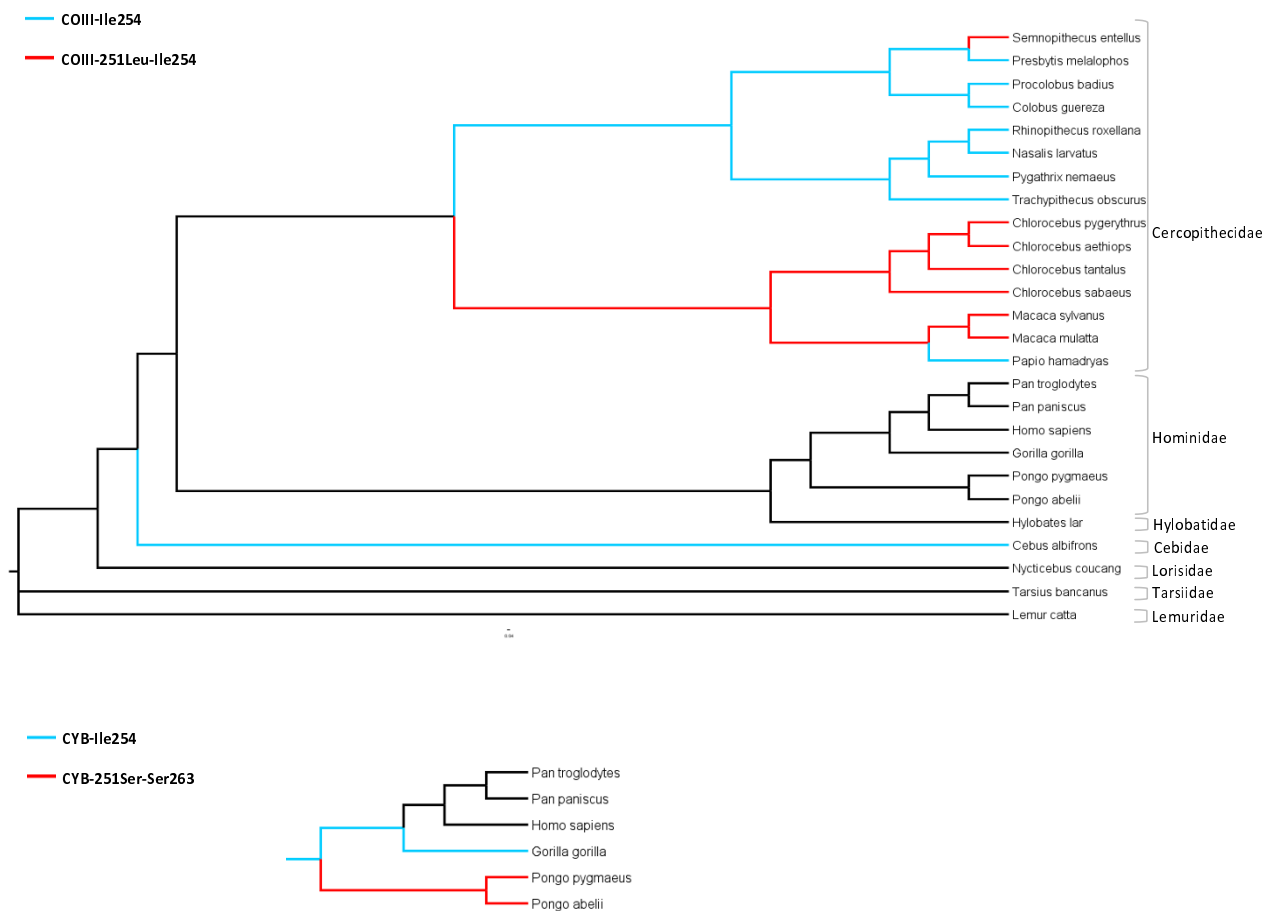 COIII-Ile254
COIII-251Leu-Ile254
Semnopithecus entellus
Presbytis melalophos
Procolobus badius
Colobus guereza
Rhinopithecus roxellana
Nasalis larvatus
Pygathrix nemaeus
Trachypithecus obscurus
Chlorocebus pygerythrus
Cercopithecidae
Chlorocebus aethiops
Chlorocebus tantalus
Chlorocebus sabaeus
Macaca sylvanus
Macaca mulatta
Papio hamadryas
Pan troglodytes
Pan paniscus
Homo sapiens
Hominidae
Gorilla gorilla
Pongo pygmaeus
Pongo abelii
Hylobates lar
Hylobatidae
Cebus albifrons
Cebidae
Nycticebus coucang
Lorisidae
Tarsius bancanus
Tarsiidae
Lemur catta
Lemuridae
CYB-Ile254
CYB-251Ser-Ser263
Pan troglodytes
Pan paniscus
Homo sapiens
Gorilla gorilla
Pongo pygmaeus
Pongo abelii